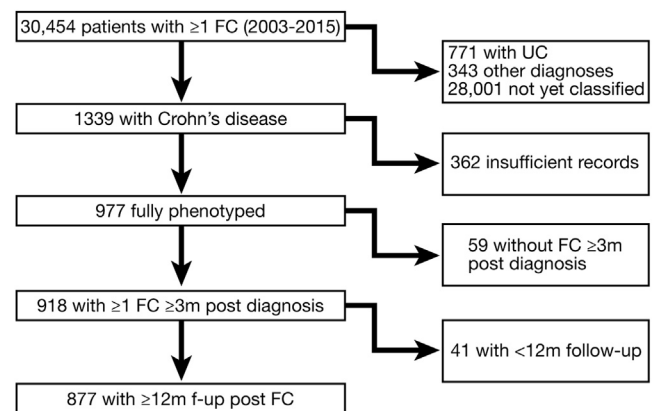 30,454 patients with ≥1 FC (2003-2015)
771 with UC
343 other diagnoses
28,001 not yet classified
1339 with Crohn's disease
362 insufficient records
977 fully phenotyped
59 without FC ≥3m
post diagnosis
918 with ≥1 FC ≥3m post diagnosis
41 with <12m follow-up
877 with ≥12m f-up post FC